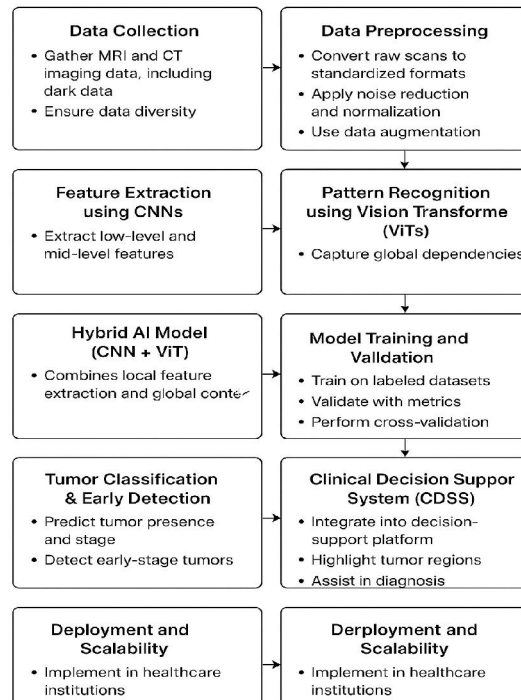 Data Collection
• Gather MRI and CT
imaging data, including
dark data
• Ensure data diversity
Data Preprocessing
• Convert raw scans to
standardized formats
• Apply noise reduction
and normalization
• Use data augmentation
Feature Extraction
using CNNs
• Extract low-level and
mid-level features
Pattern Recognition
using Vision Transforme
(ViTs)
• Capture global dependencies
Hybrid AI Model
(CNN + ViT)
• Combines local feature
extraction and global conte
Model Training and
Valldation
• Train on labeled datasets
• Validate with metrics
• Perform cross-validation
Tumor Classification
& Early Detection
• Predict tumor presence
and stage
• Detect early-stage tumors
Clinical Decision Suppor
System (CDSS)
• Integrate into decision-
support platform
• Highlight tumor regions
• Assist in diagnosis
Deployment and
Scalability
• Implement in healthcare
institutions
Derployment and
Scalability
• Implement in healthcare
institutions